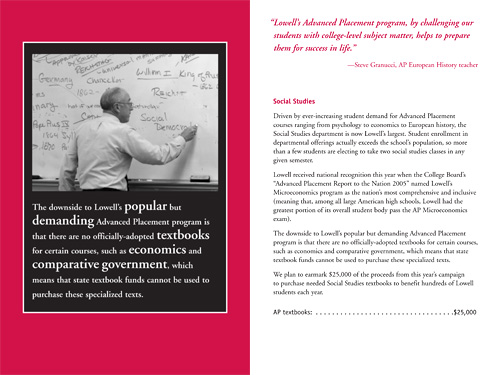 Germany
Chancellor
William I
King of Prus
1862
Social
The downside to Lowell's popular but
demanding Advanced Placement program is
that there are no officially-adopted textbooks
for certain courses, such as economics and
comparative government, which
means that state textbook funds cannot be used to
purchase these specialized texts.
“Lowell's Advanced Placement program, by challenging our
students with college-level subject matter, helps to prepare
them for success in life.”
—Steve Granucci, AP European History teacher
Social Studies
Driven by ever-increasing student demand for Advanced Placement
courses ranging from psychology to economics to European history, the
Social Studies department is now Lowell's largest. Student enrollment in
departmental offerings actually exceeds the school's population, so more
than a few students are electing to take two social studies classes in any
given semester.
Lowell received national recognition this year when the College Board's
“Advanced Placement Report to the Nation 2005” named Lowell's
Microeconomics program as the nation's most comprehensive and inclusive
(meaning that, among all large American high schools, Lowell had the
greatest portion of its overall student body pass the AP Microeconomics
exam).
The downside to Lowell's popular but demanding Advanced Placement
program is that there are no officially-adopted textbooks for certain courses,
such as economics and comparative government, which means that state
textbook funds cannot be used to purchase these specialized texts.
We plan to earmark $25,000 of the proceeds from this year's campaign
to purchase needed Social Studies textbooks to benefit hundreds of Lowell
students each year.
AP textbooks: . . . . . . . . . . . . . . . . . . . . . . . . . . . . . . . . . .$25,000